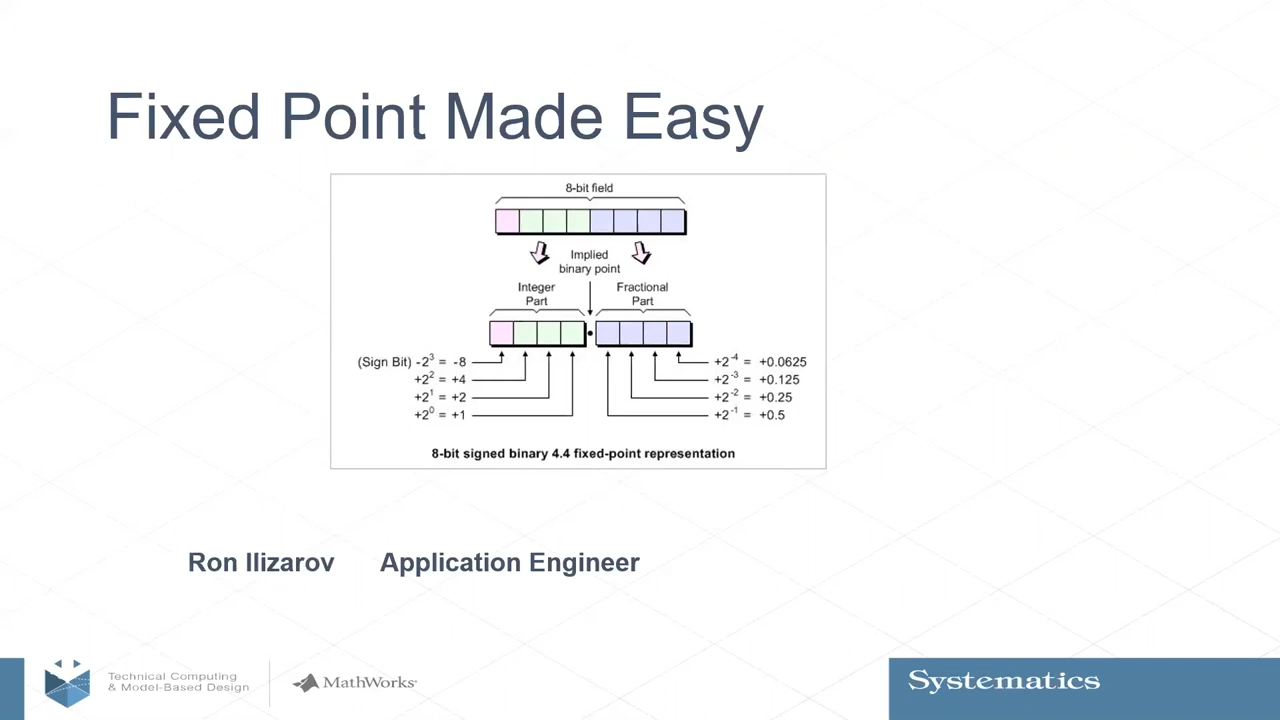 Fixed Point Made Easy
8-bit field
Implied
binary point
Integer
Part
Fractional
Part
(Sign Bit) -2³ = -8
+2² = +4
+2¹ = +2
+2⁰ = +1
+2⁻⁴ = +0.0625
+2⁻³ = +0.125
+2⁻² = +0.25
+2⁻¹ = +0.5
8-bit signed binary 4.4 fixed-point representation
Ron Ilizarov Application Engineer
Technical Computing
& Model-Based Design
MathWorks
Systematics